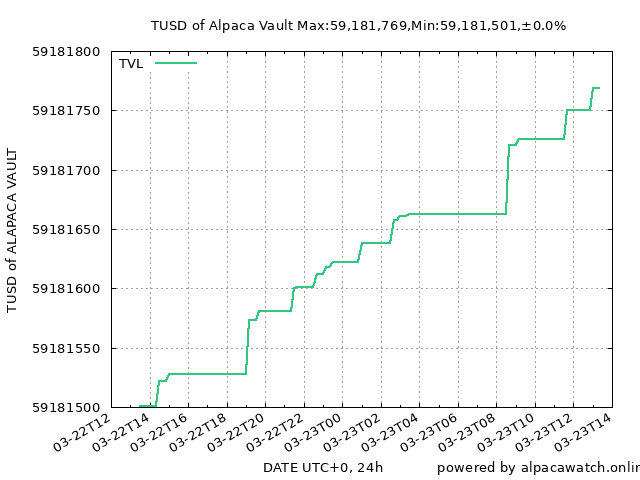 TUSD of Alpaca Vault Max:59,181,769,Min:59,181,501,±0.0%
TVL
59181800
59181750
59181700
59181650
59181600
59181550
59181500
TUSD of ALAPACA VAULT
03-22T12
03-22T14
03-22T16
03-22T18
03-22T20
03-22T22
03-23T00
03-23T02
03-23T04
03-23T06
03-23T08
03-23T10
03-23T12
03-23T14
DATE UTC+0, 24h
powered by alpacawatch.onlin